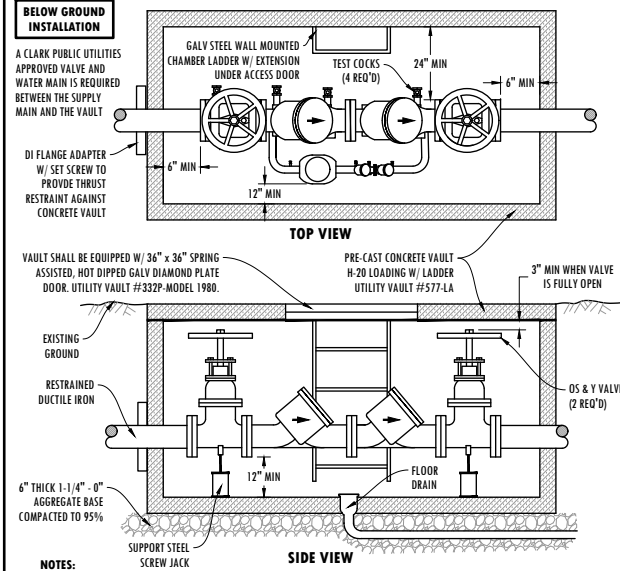 BELOW GROUND
INSTALLATION
A CLARK PUBLIC UTILITIES
APPROVED VALVE AND
WATER MAIN IS REQUIRED
BETWEEN THE SUPPLY
MAIN AND THE VAULT
GALV STEEL WALL MOUNTED
CHAMBER LADDER W/ EXTENSION
UNDER ACCESS DOOR
TEST COCKS
(4 REQ'D)
24" MIN
6" MIN
DI FLANGE ADAPTER
W/ SET SCREW TO
PROVDE THRUST
RESTRAINT AGAINST
CONCRETE VAULT
6" MIN
12" MIN
TOP VIEW
VAULT SHALL BE EQUIPPED W/ 36" x 36" SPRING
ASSISTED, HOT DIPPED GALV DIAMOND PLATE
DOOR. UTILITY VAULT #332P-MODEL 1980.
PRE-CAST CONCRETE VAULT
H-20 LOADING W/ LADDER
UTILITY VAULT #577-LA
3" MIN WHEN VALVE
IS FULLY OPEN
EXISTING
GROUND
RESTRAINED
DUCTILE IRON
OS & Y VALVE
(2 REQ'D)
12" MIN
FLOOR
DRAIN
6" THICK 1-1/4" - 0"
AGGREGATE BASE
COMPACTED TO 95%
SUPPORT STEEL
SCREW JACK
SIDE VIEW
NOTES: